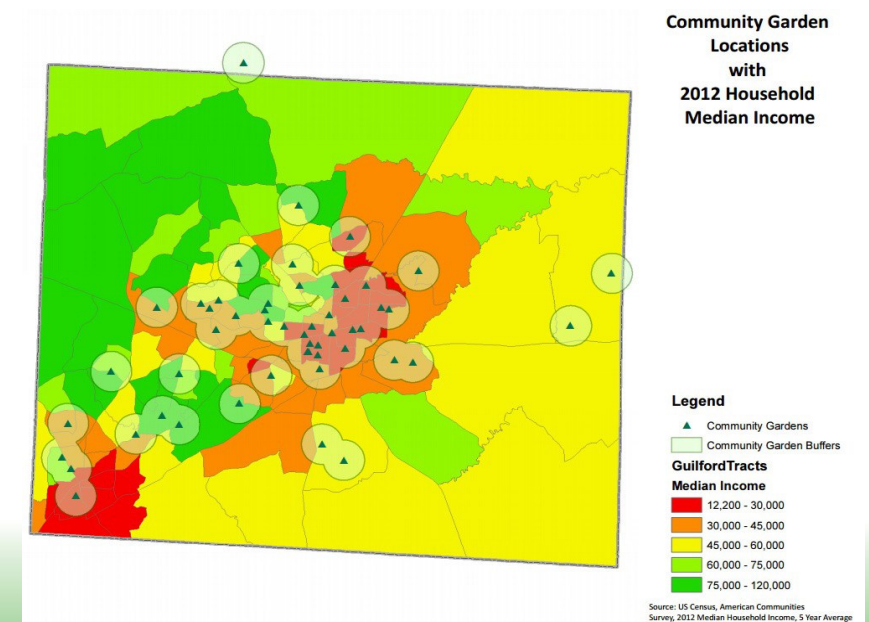 Community Garden
Locations
with
2012 Household
Median Income
Legend
Community Gardens
Community Garden Buffers
GuilfordTracts
Median Income
12,200 - 30,000
30,000 - 45,000
45,000 - 60,000
60,000 - 75,000
75,000 - 120,000
Source: US Census, American Communities
Survey, 2012 Median Household Income, 5 Year Average